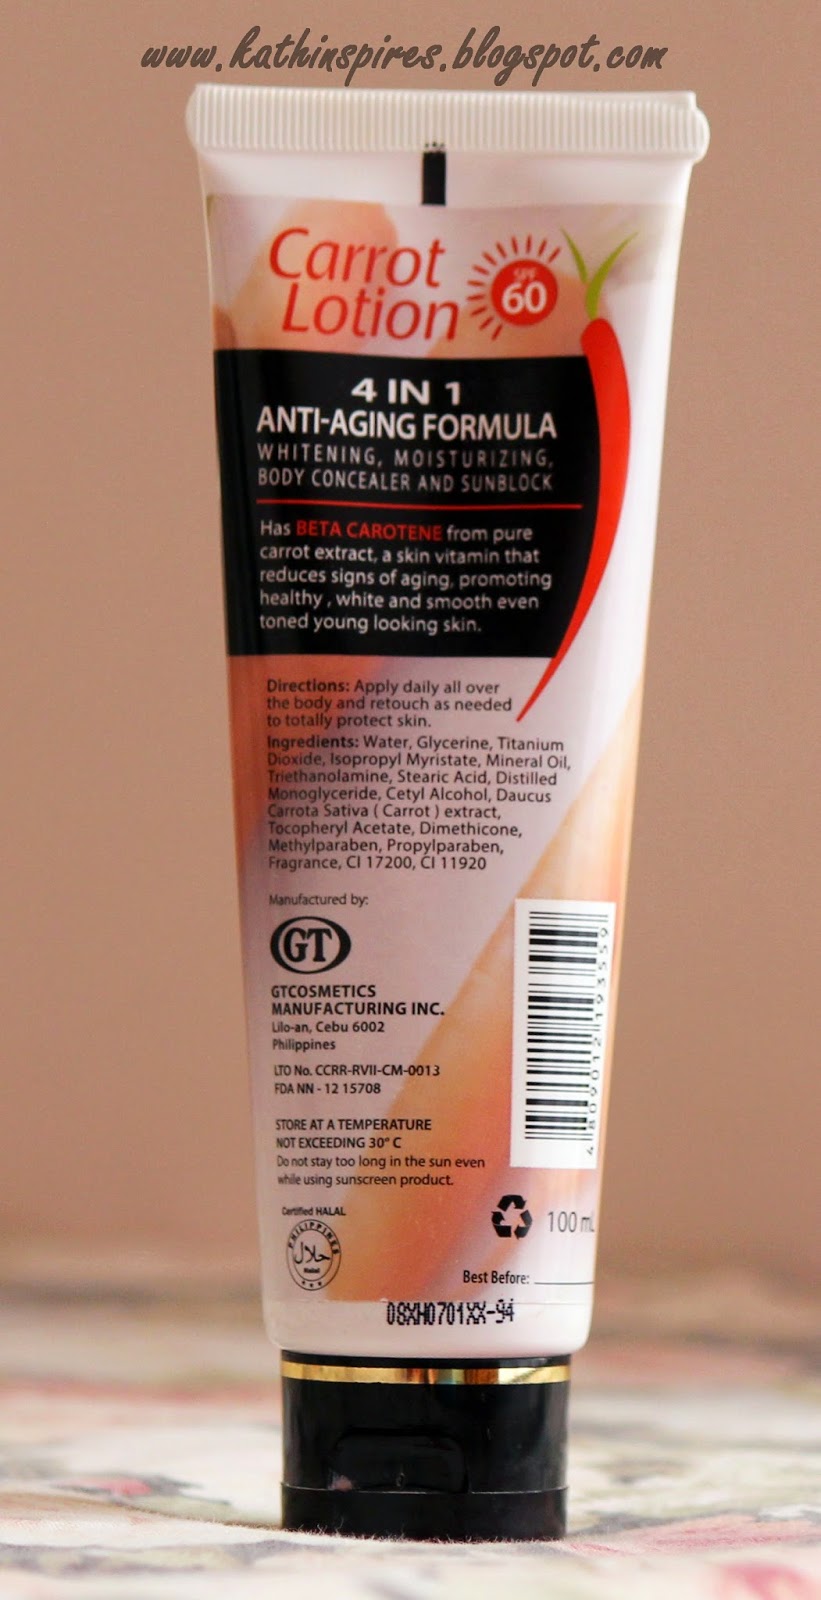 www.kathinspires.blogspot.com
Carrot
Lotion
SPF
60
4 IN 1
ANTI-AGING FORMULA
WHITENING, MOISTURIZING,
BODY CONCEALER AND SUNBLOCK
Has BETA CAROTENE from pure
carrot extract, a skin vitamin that
reduces signs of aging, promoting
healthy , white and smooth even
toned young looking skin.
Directions: Apply daily all over
the body and retouch as needed
to totally protect skin.
Ingredients: Water, Glycerine, Titanium
Dioxide, Isopropyl Myristate, Mineral Oil,
Triethanolamine, Stearic Acid, Distilled
Monoglyceride, Cetyl Alcohol, Daucus
Carrota Sativa ( Carrot ) extract,
Tocopheryl Acetate, Dimethicone,
Methylparaben, Propylparaben,
Fragrance, CI 17200, CI 11920
Manufactured by:
GT
GTCOSMETICS
MANUFACTURING INC.
Lilo-an, Cebu 6002
Philippines
LTO No. CCRR-RVII-CM-0013
FDA NN - 12 15708
4 809012 193559
STORE AT A TEMPERATURE
NOT EXCEEDING 30° C
Do not stay too long in the sun even
while using sunscreen product.
Certified HALAL
PHILIPPINES
حلال
Halal
100 mL
Best Before:
08XH0701XX-94